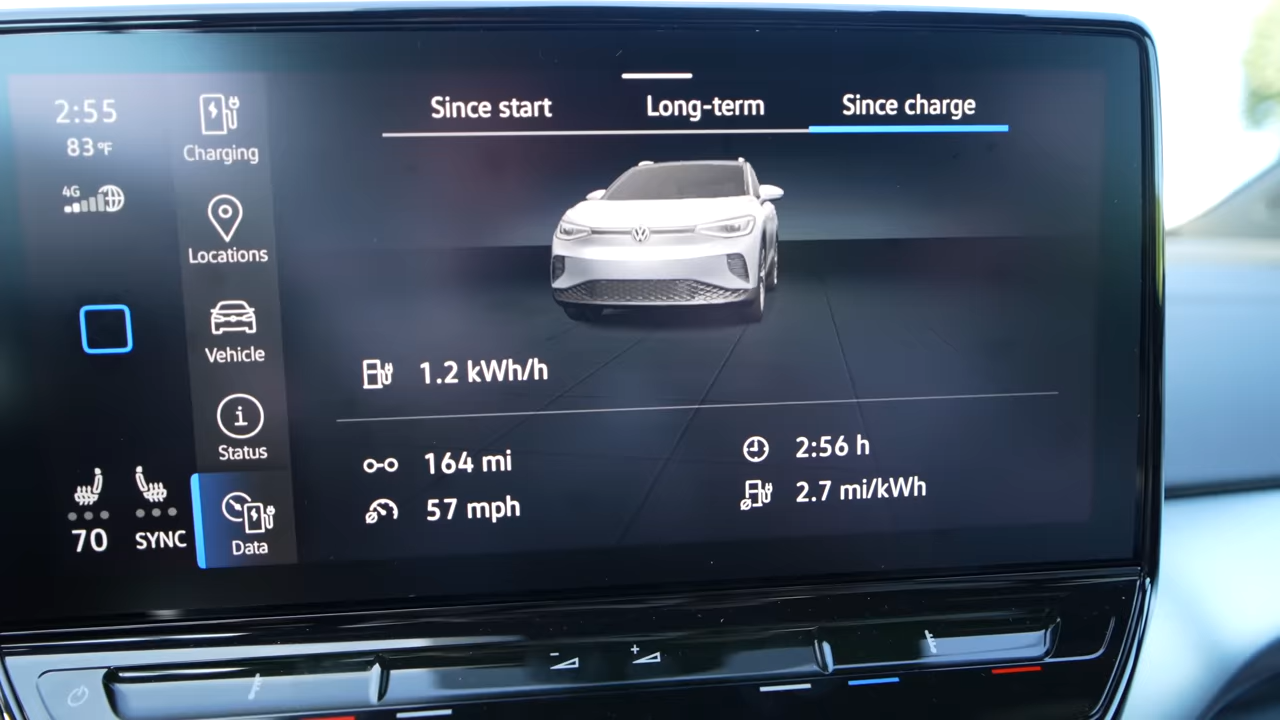 2:55
83°F
4G
70
SYNC
Charging
Locations
Vehicle
Status
Data
Since start
Long-term
Since charge
1.2 kWh/h
164 mi
57 mph
2:56 h
2.7 mi/kWh